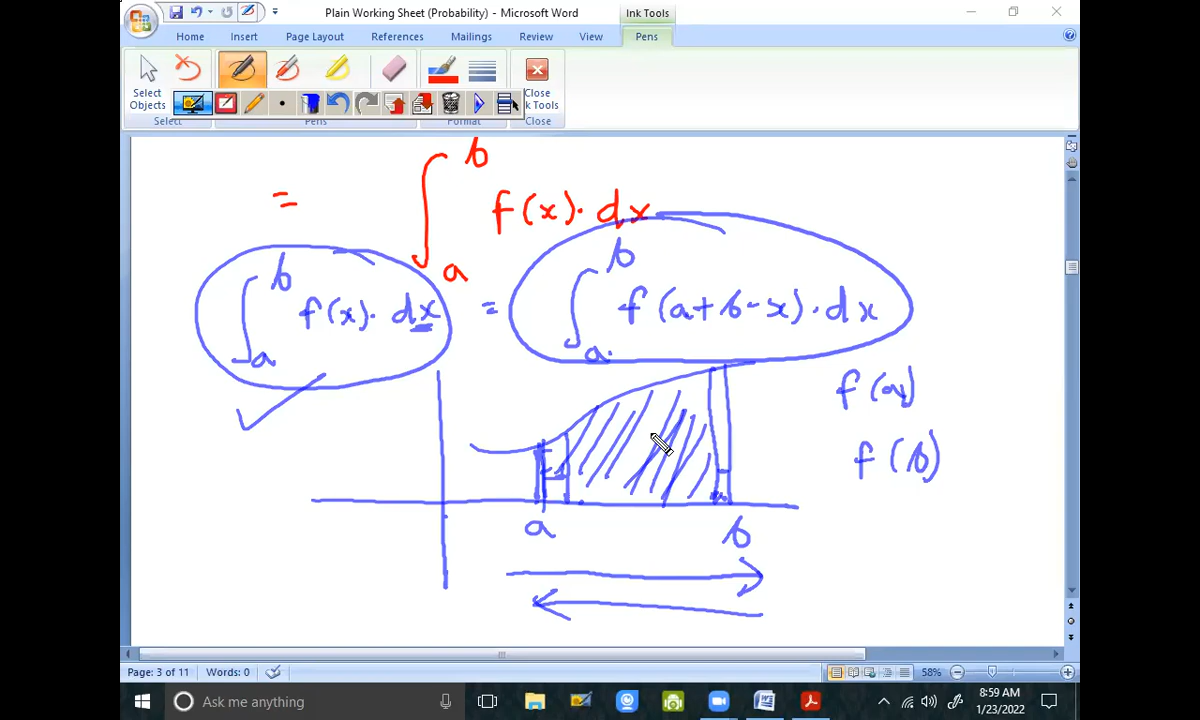 Plain Working Sheet (Probability) - Microsoft Word
Ink Tools
Home Insert Page Layout References Mailings Review View Pens
Select Objects
Close
nk Tools
Select Pens Format Close
= ∫ₐᵇ f(x)·dx
∫ₐᵇ f(x)·dx = ∫ₐᵇ f(a+b-x)·dx
f(a)
f(b)
a b
Page: 3 of 11 Words: 0 58%
Ask me anything
8:59 AM
1/23/2022